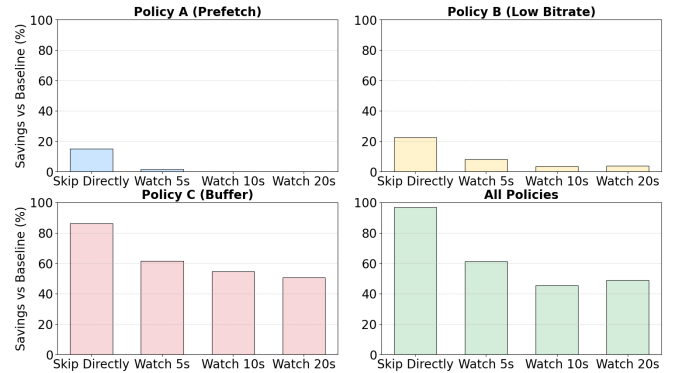 Policy A (Prefetch)
Savings vs Baseline (%)
100
80
60
40
20
0
Skip Directly Watch 5s Watch 10s Watch 20s
Policy B (Low Bitrate)
100
80
60
40
20
0
Skip Directly Watch 5s Watch 10s Watch 20s
Policy C (Buffer)
Savings vs Baseline (%)
100
80
60
40
20
0
Skip Directly Watch 5s Watch 10s Watch 20s
All Policies
100
80
60
40
20
0
Skip Directly Watch 5s Watch 10s Watch 20s